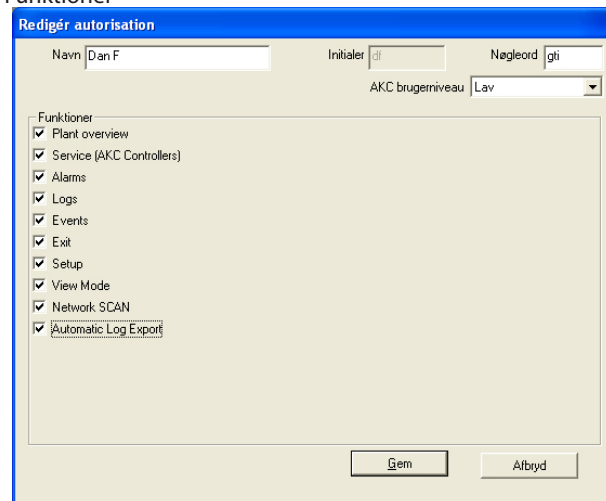 Funktioner
Redigér autorisation
Navn Dan F Initialer df Nøgleord gti
AKC brugerniveau Lav
Funktioner
Plant overview
Service (AKC Controllers)
Alarms
Logs
Events
Exit
Setup
View Mode
Network SCAN
Automatic Log Export
Gem Afbryd